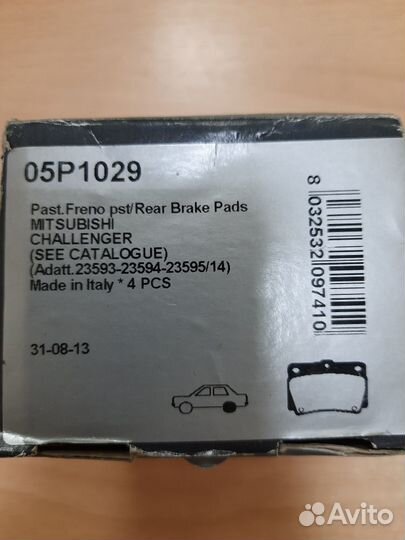 05P1029
Past.Freno pst/Rear Brake Pads
MITSUBISHI
CHALLENGER
(SEE CATALOGUE)
(Adatt.23593-23594-23595/14)
Made in Italy * 4 PCS
31-08-13
8 032532 097410
Avito